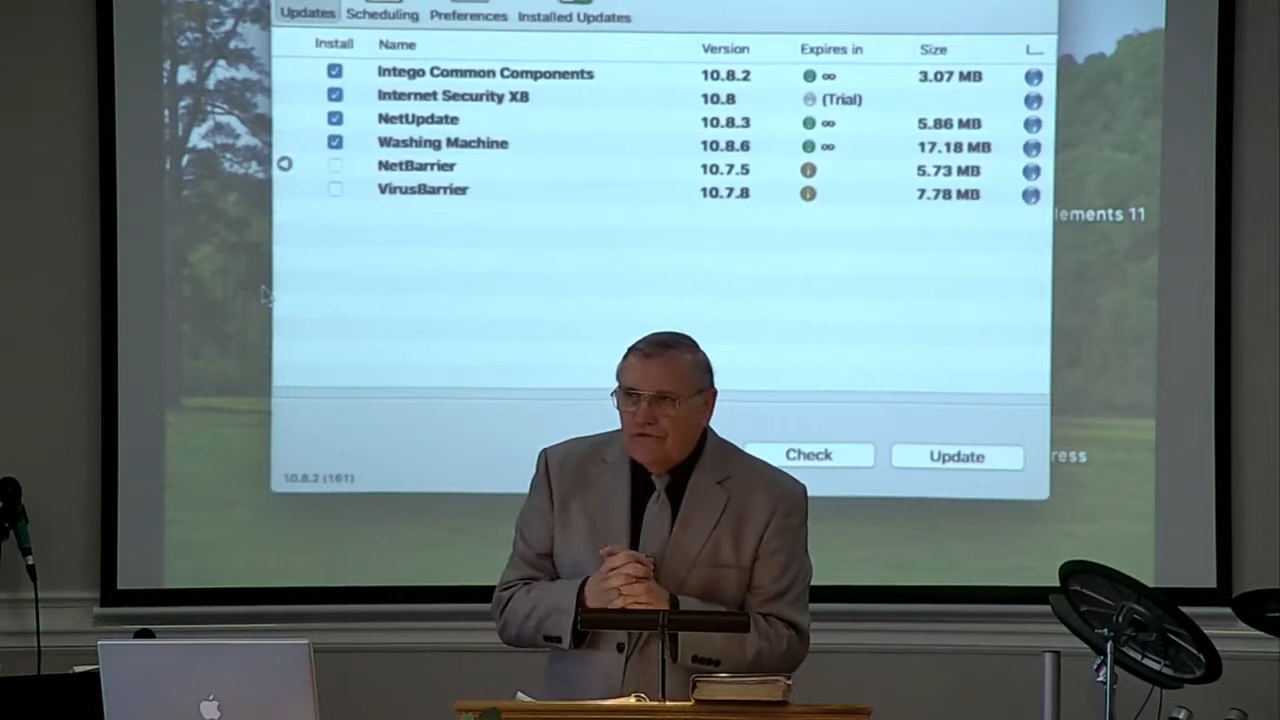 Updates Scheduling Preferences Installed Updates
Install Name Version Expires in Size L...
Intego Common Components 10.8.2 ∞ 3.07 MB
Internet Security X8 10.8 (Trial)
NetUpdate 10.8.3 ∞ 5.86 MB
Washing Machine 10.8.6 ∞ 17.18 MB
NetBarrier 10.7.5 5.73 MB
VirusBarrier 10.7.8 7.78 MB
lements 11
Check Update
ress
10.8.2 (161)